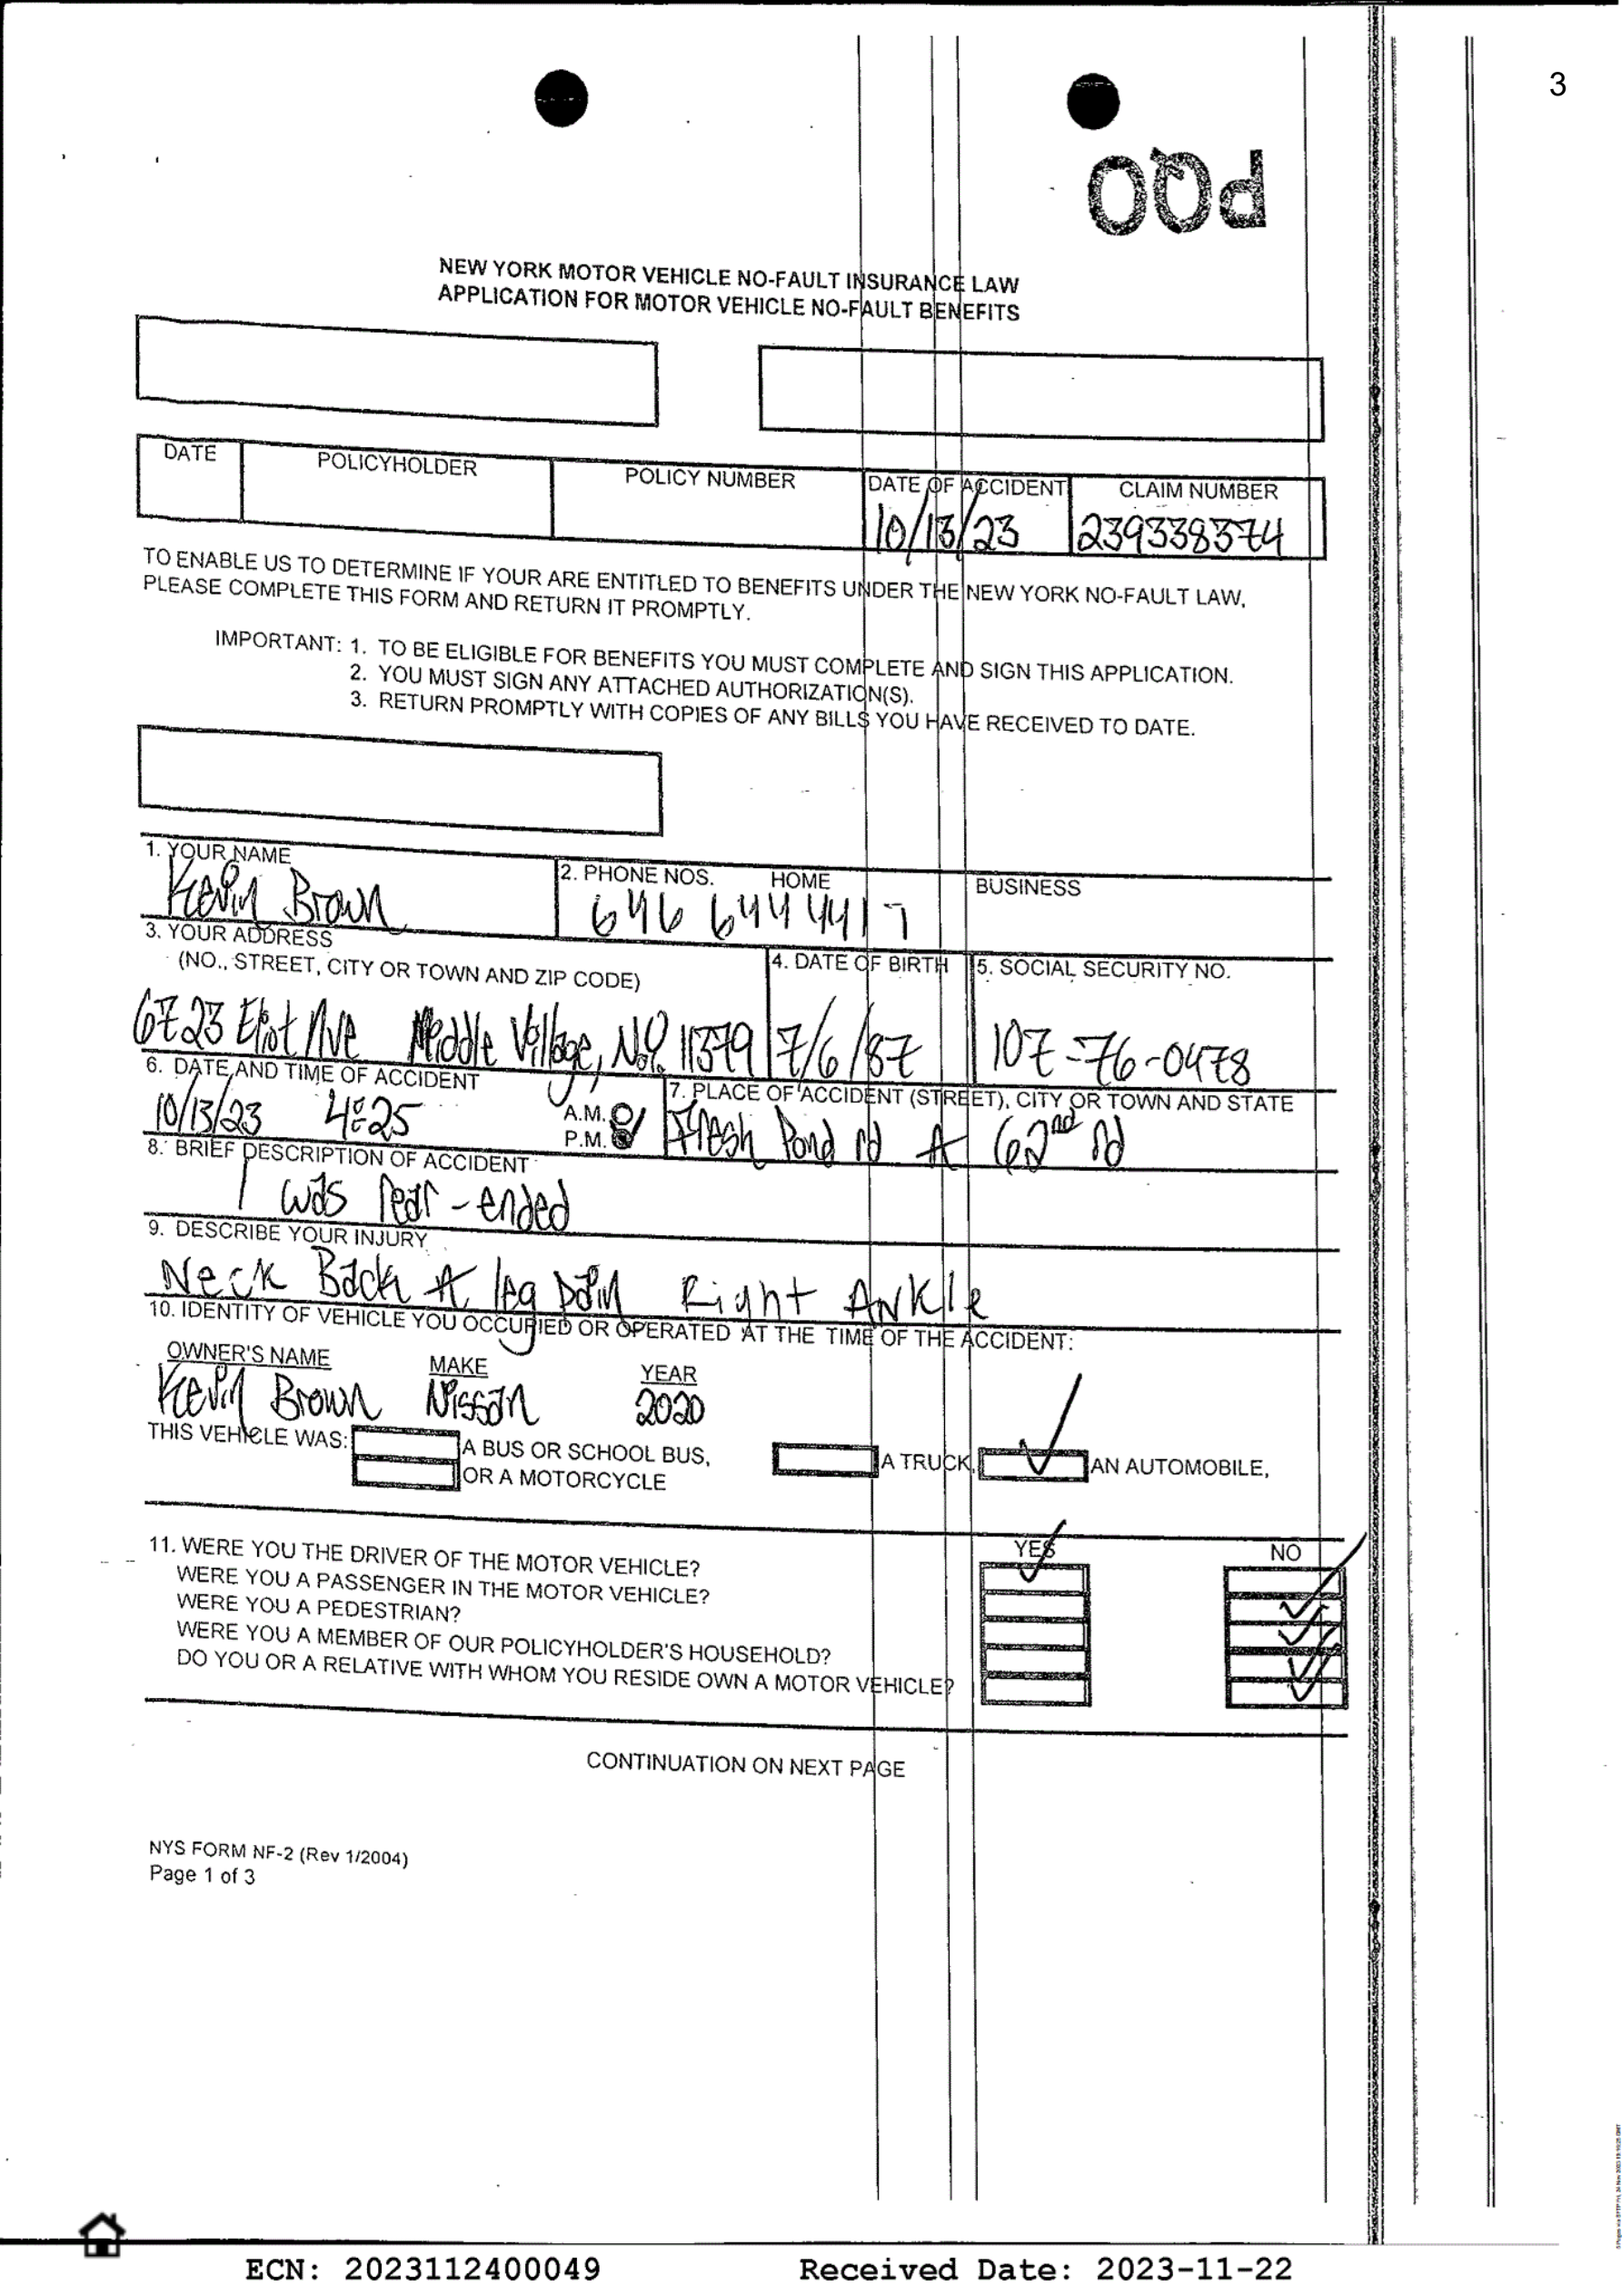 3
OOd
NEW YORK MOTOR VEHICLE NO-FAULT INSURANCE LAW
APPLICATION FOR MOTOR VEHICLE NO-FAULT BENEFITS
DATE POLICYHOLDER POLICY NUMBER DATE OF ACCIDENT CLAIM NUMBER
10/13/23 239338374
TO ENABLE US TO DETERMINE IF YOUR ARE ENTITLED TO BENEFITS UNDER THE NEW YORK NO-FAULT LAW,
PLEASE COMPLETE THIS FORM AND RETURN IT PROMPTLY.
IMPORTANT: 1. TO BE ELIGIBLE FOR BENEFITS YOU MUST COMPLETE AND SIGN THIS APPLICATION.
2. YOU MUST SIGN ANY ATTACHED AUTHORIZATION(S).
3. RETURN PROMPTLY WITH COPIES OF ANY BILLS YOU HAVE RECEIVED TO DATE.
1. YOUR NAME 2. PHONE NOS. HOME BUSINESS
Kevin Brown 646 644 4417
3. YOUR ADDRESS 4. DATE OF BIRTH 5. SOCIAL SECURITY NO.
(NO., STREET, CITY OR TOWN AND ZIP CODE)
6723 Eliot Ave Middle Village, N.Y. 11379 7/6/87 107-76-0478
6. DATE AND TIME OF ACCIDENT 7. PLACE OF ACCIDENT (STREET), CITY OR TOWN AND STATE
10/13/23 4:25 A.M. P.M. Fresh Pond rd & 62nd rd
8. BRIEF DESCRIPTION OF ACCIDENT
I was rear-ended
9. DESCRIBE YOUR INJURY
Neck Back & leg pain Right Ankle
10. IDENTITY OF VEHICLE YOU OCCUPIED OR OPERATED AT THE TIME OF THE ACCIDENT:
OWNER'S NAME MAKE YEAR
Kevin Brown Nissan 2020
THIS VEHICLE WAS: A BUS OR SCHOOL BUS, A TRUCK, AN AUTOMOBILE,
OR A MOTORCYCLE
YES NO
11. WERE YOU THE DRIVER OF THE MOTOR VEHICLE?
WERE YOU A PASSENGER IN THE MOTOR VEHICLE?
WERE YOU A PEDESTRIAN?
WERE YOU A MEMBER OF OUR POLICYHOLDER'S HOUSEHOLD?
DO YOU OR A RELATIVE WITH WHOM YOU RESIDE OWN A MOTOR VEHICLE?
CONTINUATION ON NEXT PAGE
NYS FORM NF-2 (Rev 1/2004)
Page 1 of 3
ECN: 2023112400049 Received Date: 2023-11-22